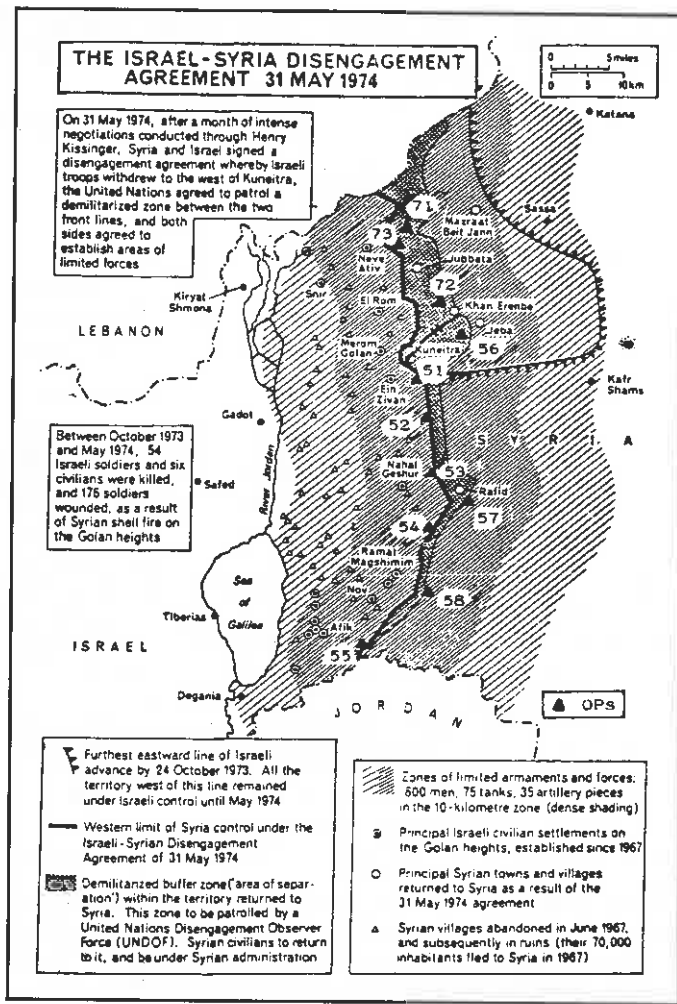 THE ISRAEL-SYRIA DISENGAGEMENT
AGREEMENT 31 MAY 1974
0 5miles
0 5 10km
On 31 May 1974, after a month of intense
negotiations conducted through Henry
Kissinger, Syria and Israel signed a
disengagement agreement whereby Israeli
troops withdrew to the west of Kuneitra,
the United Nations agreed to patrol a
demilitarized zone between the two
front lines, and both
sides agreed to
establish areas of
limited forces
Katana
Sassa
71
Mazraat
Beit Jann
73
Neve
Ativ
Jubbata
72
Snir
El Rom
Khan Erenbe
Jeba
56
Kiryat
Shmona
LEBANON
Merom
Golan
Kuneitra
51
Ein
Zivan
Kafr
Shams
Gadot
52
SYRIA
Between October 1973
and May 1974, 54
Israeli soldiers and six
civilians were killed,
and 176 soldiers
wounded, as a result
of Syrian shell fire on
the Golan heights
Safed
River Jordan
Nahal
Geshur
53
Rafid
57
54
Ramat
Magshimim
58
Nov
Sea
of
Galilee
Tiberias
Afik
ISRAEL
55
Degania
JORDAN
OPs
Furthest eastward line of Israeli
advance by 24 October 1973. All the
territory west of this line remained
under Israeli control until May 1974
Western limit of Syria control under the
Israeli-Syrian Disengagement
Agreement of 31 May 1974
Demilitarized buffer zone ('area of separ-
ation') within the territory returned to
Syria. This zone to be patrolled by a
United Nations Disengagement Observer
Force (UNDOF). Syrian civilians to return
to it, and be under Syrian administration
Zones of limited armaments and forces:
600 men, 75 tanks, 35 artillery pieces
in the 10-kilometre zone (dense shading)
Principal Israeli civilian settlements on
the Golan heights, established since 1967
Principal Syrian towns and villages
returned to Syria as a result of the
31 May 1974 agreement
Syrian villages abandoned in June 1967,
and subsequently in ruins (their 70,000
inhabitants fled to Syria in 1967)